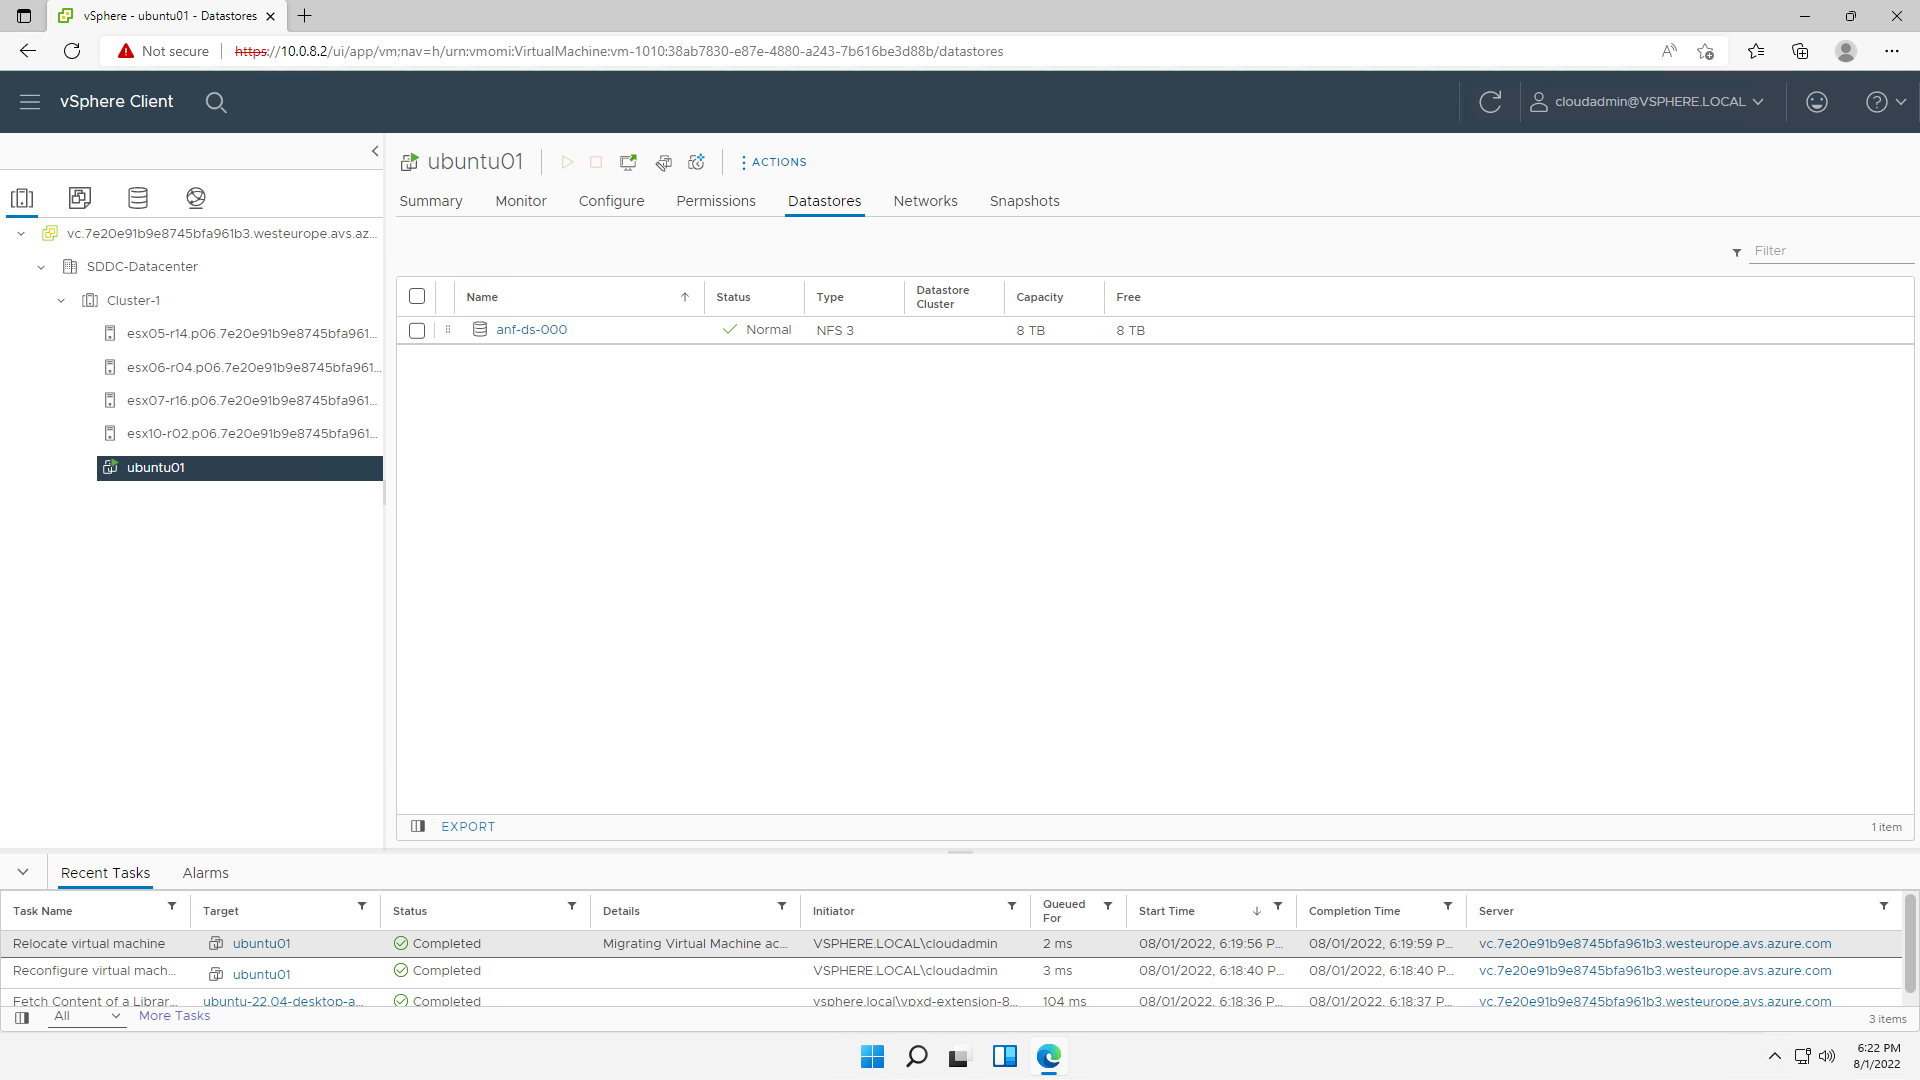 vSphere - ubuntu01 - Datastores
Not secure
https://10.0.8.2/ui/app/vm;nav=h/urn:vmomi:VirtualMachine:vm-1010:38ab7830-e87e-4880-a243-7b616be3d88b/datastores
vSphere Client
cloudadmin@VSPHERE.LOCAL
ubuntu01
ACTIONS
Summary Monitor Configure Permissions Datastores Networks Snapshots
vc.7e20e91b9e8745bfa961b3.westeurope.avs.az...
SDDC-Datacenter
Cluster-1
esx05-r14.p06.7e20e91b9e8745bfa961...
esx06-r04.p06.7e20e91b9e8745bfa961...
esx07-r16.p06.7e20e91b9e8745bfa961...
esx10-r02.p06.7e20e91b9e8745bfa961...
ubuntu01
Filter
Name Status Type Datastore Cluster Capacity Free
anf-ds-000 Normal NFS 3 8 TB 8 TB
EXPORT
1 item
Recent Tasks Alarms
Task Name Target Status Details Initiator Queued For Start Time Completion Time Server
Relocate virtual machine ubuntu01 Completed Migrating Virtual Machine ac... VSPHERE.LOCAL\cloudadmin 2 ms 08/01/2022, 6:19:56 P... 08/01/2022, 6:19:59 P... vc.7e20e91b9e8745bfa961b3.westeurope.avs.azure.com
Reconfigure virtual mach... ubuntu01 Completed VSPHERE.LOCAL\cloudadmin 3 ms 08/01/2022, 6:18:40 P... 08/01/2022, 6:18:40 P... vc.7e20e91b9e8745bfa961b3.westeurope.avs.azure.com
Fetch Content of a Librar... ubuntu-22.04-desktop-a... Completed vsphere.local\vpxd-extension-8... 104 ms 08/01/2022, 6:18:36 P... 08/01/2022, 6:18:37 P... vc.7e20e91b9e8745bfa961b3.westeurope.avs.azure.com
All More Tasks
3 items
6:22 PM
8/1/2022